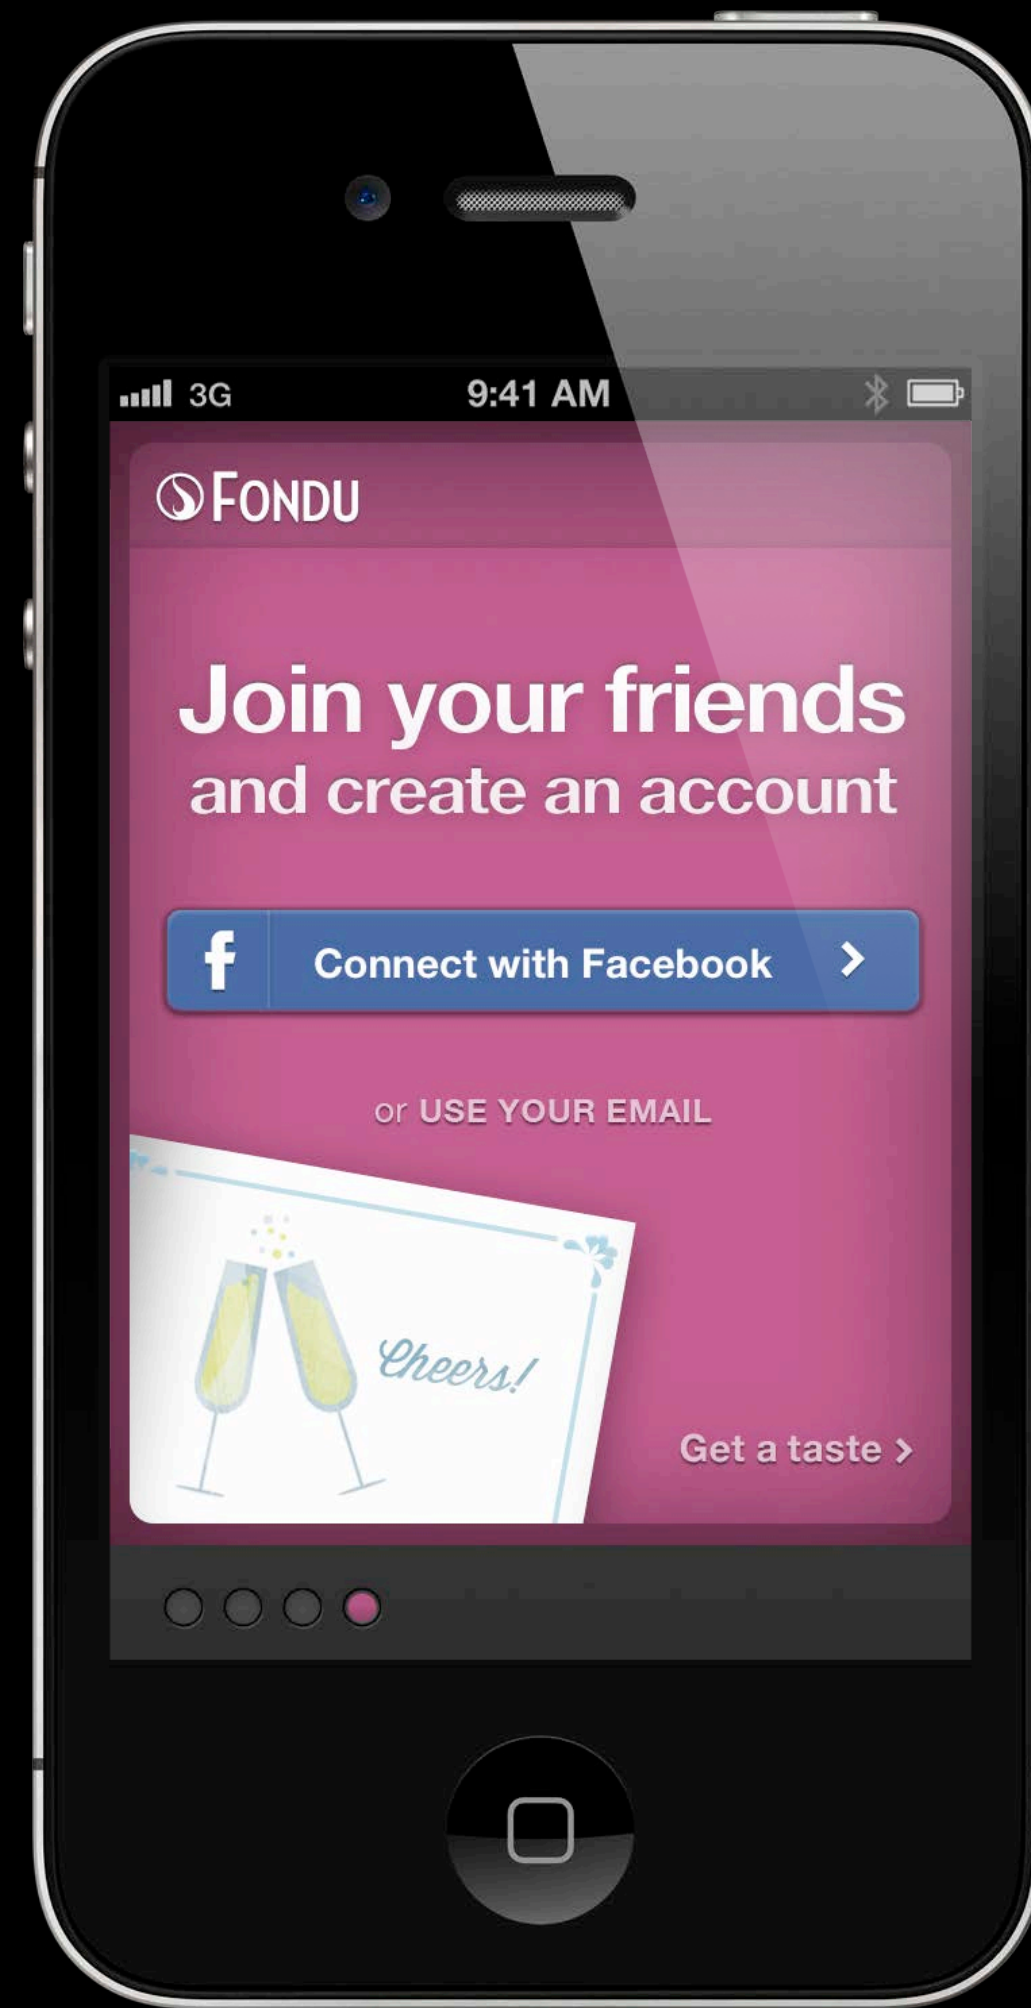 3G 9:41 AM
FONDU
Join your friends
and create an account
f Connect with Facebook >
or USE YOUR EMAIL
Cheers!
Get a taste >